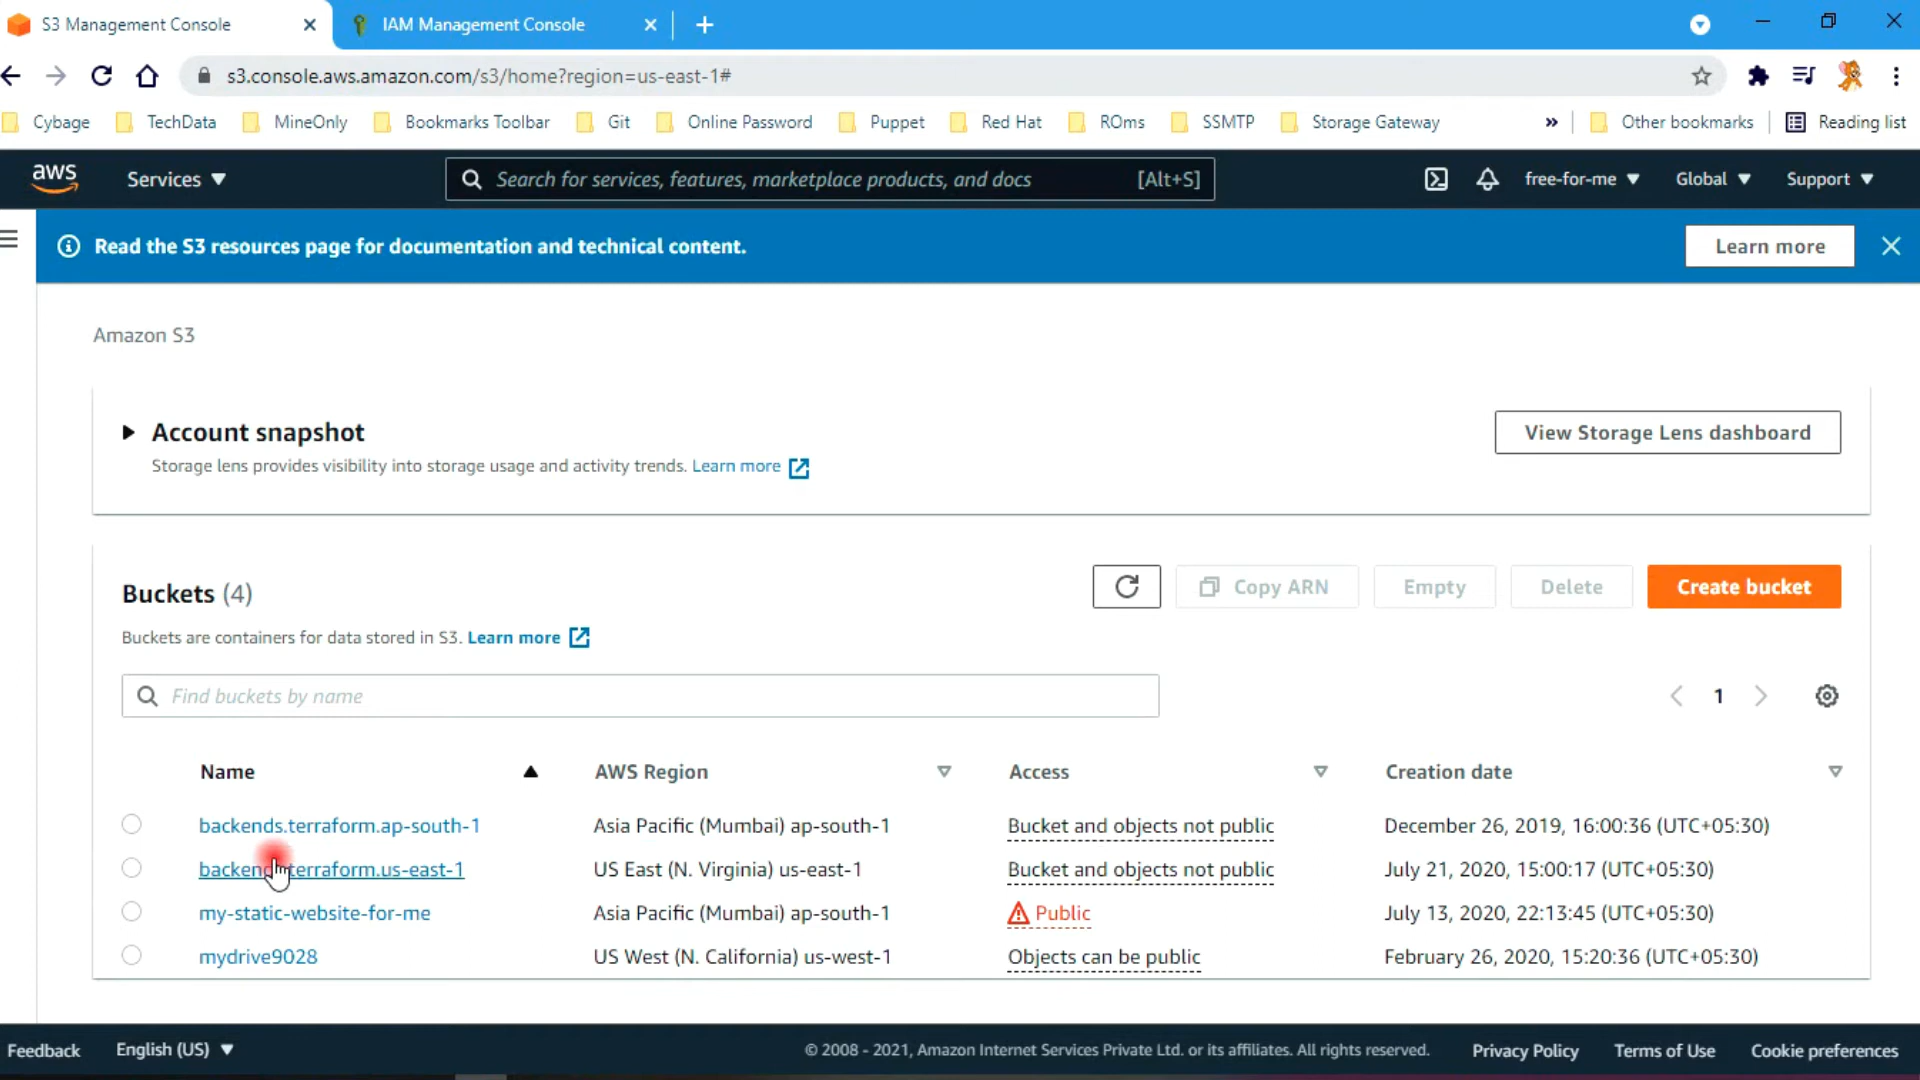 S3 Management Console
IAM Management Console
s3.console.aws.amazon.com/s3/home?region=us-east-1#
Cybage TechData MineOnly Bookmarks Toolbar Git Online Password Puppet Red Hat ROms SSMTP Storage Gateway » Other bookmarks Reading list
aws Services Search for services, features, marketplace products, and docs [Alt+S] free-for-me Global Support
Read the S3 resources page for documentation and technical content. Learn more
Amazon S3
Account snapshot View Storage Lens dashboard
Storage lens provides visibility into storage usage and activity trends. Learn more
Buckets (4) Copy ARN Empty Delete Create bucket
Buckets are containers for data stored in S3. Learn more
Find buckets by name 1
Name AWS Region Access Creation date
backends.terraform.ap-south-1 Asia Pacific (Mumbai) ap-south-1 Bucket and objects not public December 26, 2019, 16:00:36 (UTC+05:30)
backends.terraform.us-east-1 US East (N. Virginia) us-east-1 Bucket and objects not public July 21, 2020, 15:00:17 (UTC+05:30)
my-static-website-for-me Asia Pacific (Mumbai) ap-south-1 Public July 13, 2020, 22:13:45 (UTC+05:30)
mydrive9028 US West (N. California) us-west-1 Objects can be public February 26, 2020, 15:20:36 (UTC+05:30)
Feedback English (US) © 2008 - 2021, Amazon Internet Services Private Ltd. or its affiliates. All rights reserved. Privacy Policy Terms of Use Cookie preferences